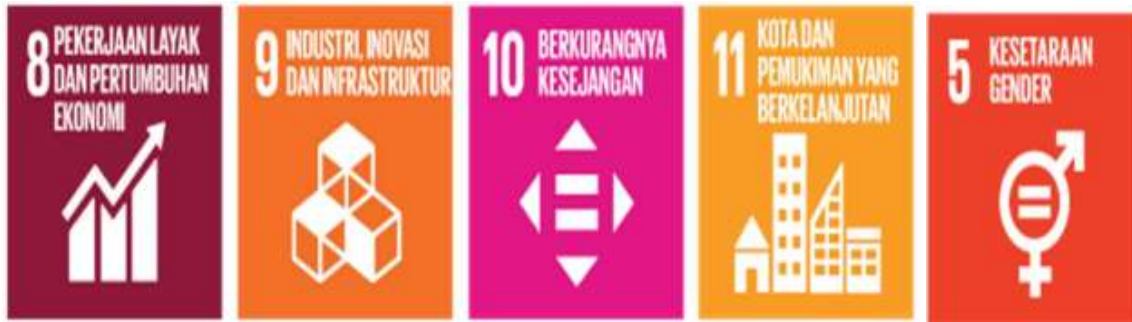 8 PEKERJAAN LAYAK
DAN PERTUMBUHAN
EKONOMI
9 INDUSTRI, INOVASI
DAN INFRASTRUKTUR
10 BERKURANGNYA
KESEJANGAN
11 KOTA DAN
PEMUKIMAN YANG
BERKELANJUTAN
5 KESETARAAN
GENDER